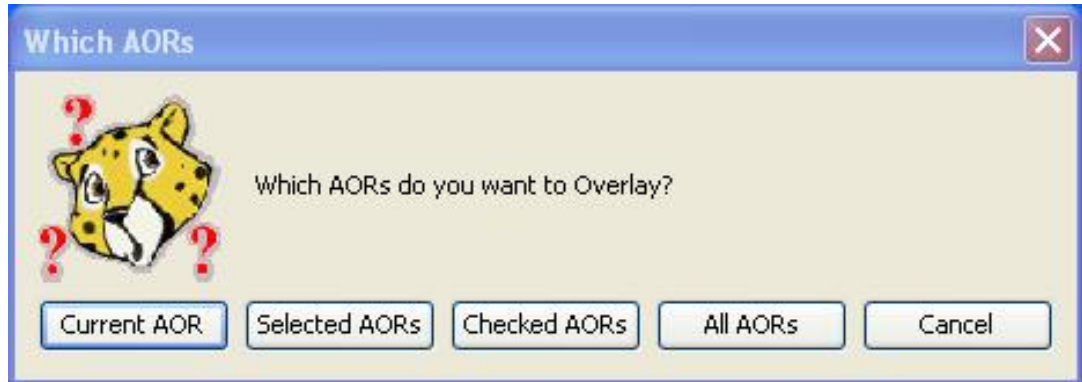 Which AORs
?
Which AORs do you want to Overlay?
? ?
Current AOR Selected AORs Checked AORs All AORs Cancel